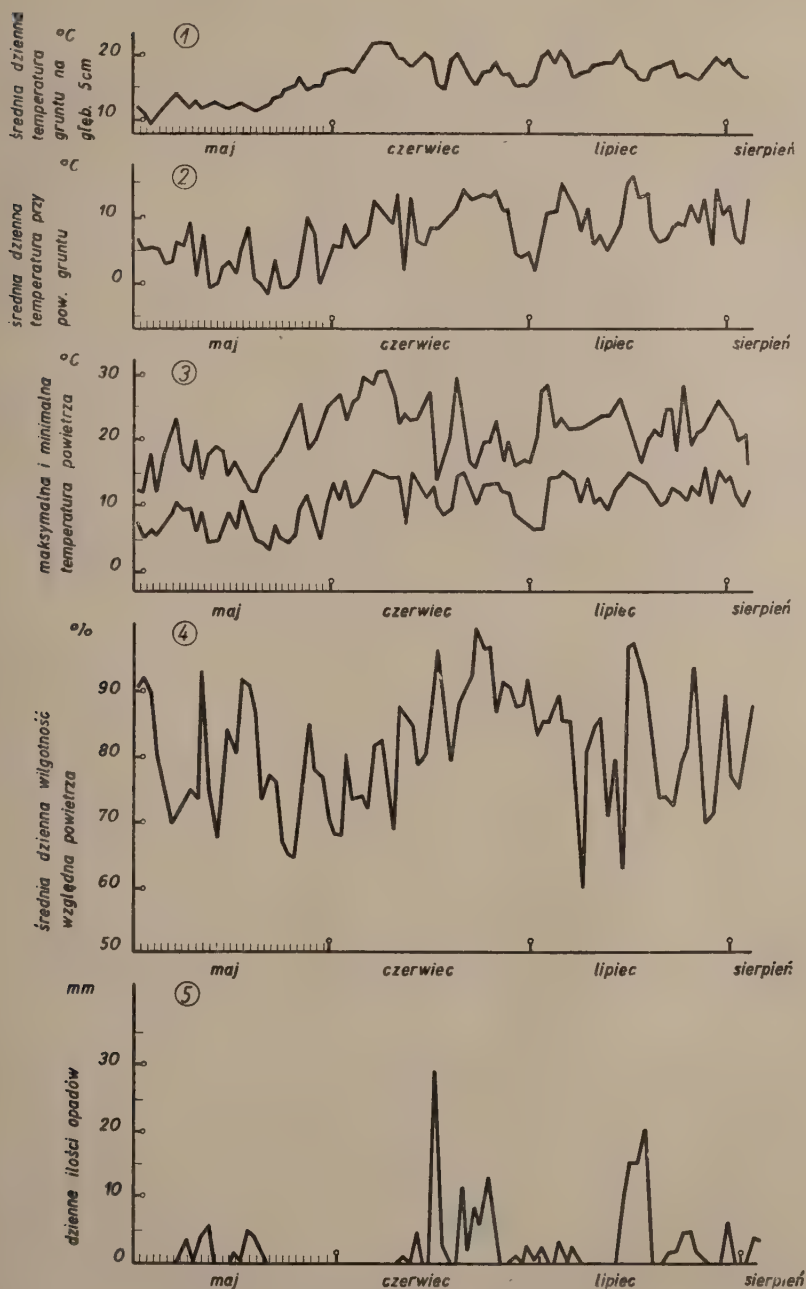 °C
①
średnia dzienna
temperatura
gruntu na
głęb. 5cm
20
10
maj
czerwiec
lipiec
sierpień
°C
②
średnia dzienna
temperatura przy
pow. gruntu
10
0
maj
czerwiec
lipiec
sierpień
°C
③
maksymalna i minimalna
temperatura powietrza
30
20
10
0
maj
czerwiec
lipiec
sierpień
%
④
średnia dzienna wilgotność
względna powietrza
90
80
70
60
50
maj
czerwiec
lipiec
sierpień
mm
⑤
dzienne ilości opadów
30
20
10
0
maj
czerwiec
lipiec
sierpień